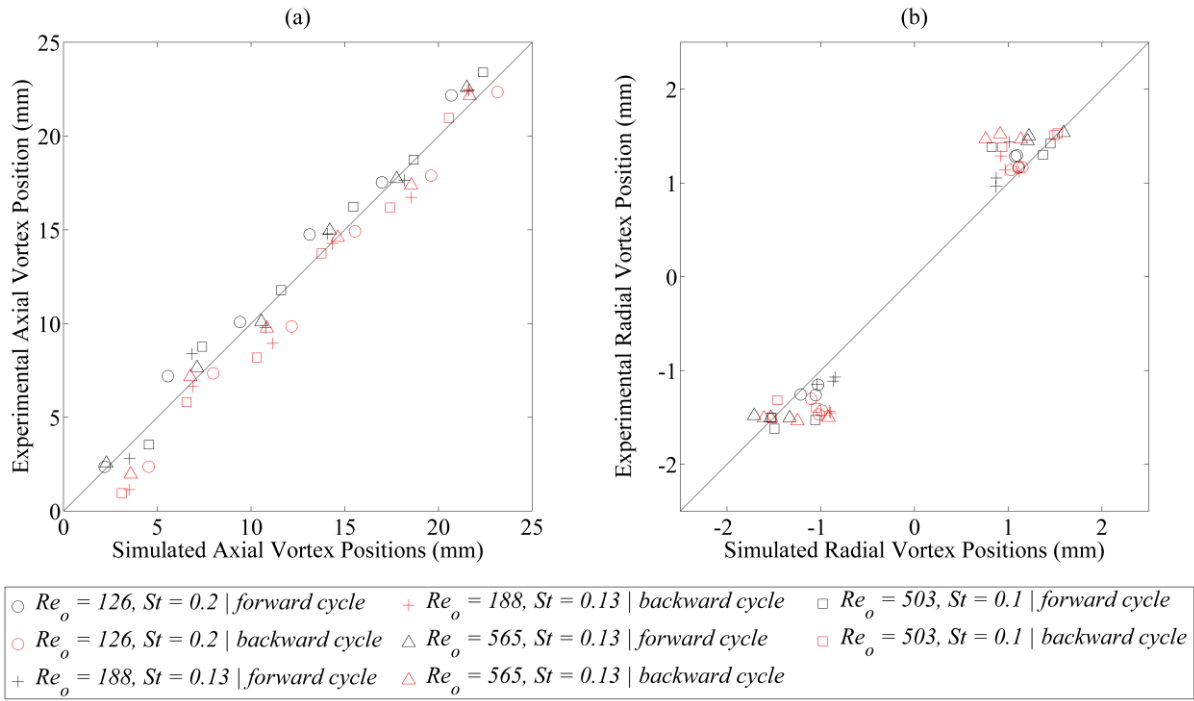 (a)
(b)
25
20
15
10
5
0
Experimental Axial Vortex Position (mm)
0 5 10 15 20 25
Simulated Axial Vortex Positions (mm)
2
1
0
-1
-2
Experimental Radial Vortex Position (mm)
-2 -1 0 1 2
Simulated Radial Vortex Positions (mm)
Re_o = 126, St = 0.2 | forward cycle
Re_o = 126, St = 0.2 | backward cycle
Re_o = 188, St = 0.13 | forward cycle
Re_o = 188, St = 0.13 | backward cycle
Re_o = 565, St = 0.13 | forward cycle
Re_o = 565, St = 0.13 | backward cycle
Re_o = 503, St = 0.1 | forward cycle
Re_o = 503, St = 0.1 | backward cycle